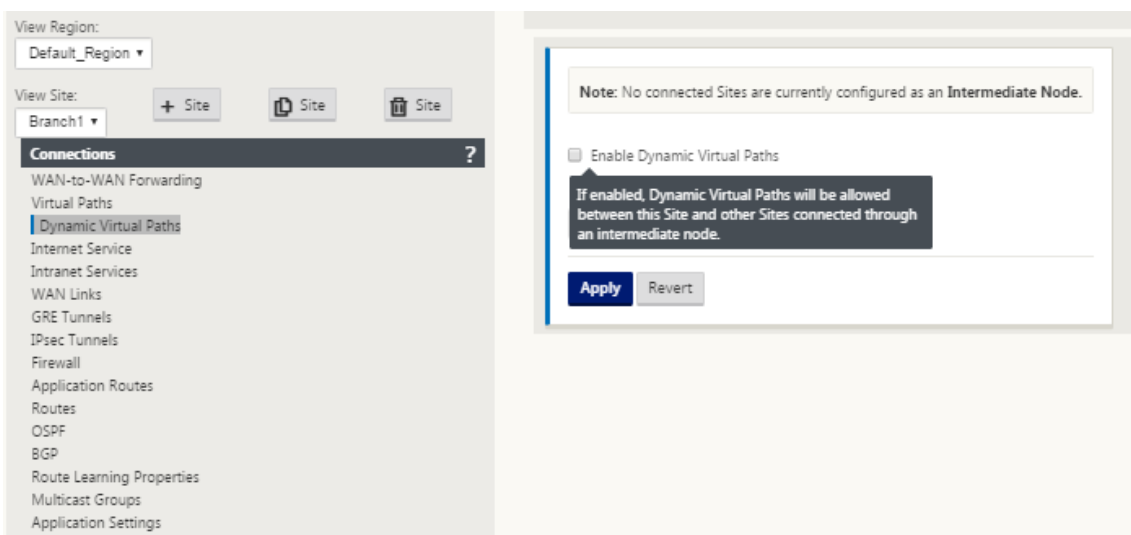 View Region:
Default_Region ▾
View Site:
Branch1 ▾
+ Site
Site
Site
Connections ?
WAN-to-WAN Forwarding
Virtual Paths
Dynamic Virtual Paths
Internet Service
Intranet Services
WAN Links
GRE Tunnels
IPsec Tunnels
Firewall
Application Routes
Routes
OSPF
BGP
Route Learning Properties
Multicast Groups
Application Settings
Note: No connected Sites are currently configured as an Intermediate Node.
Enable Dynamic Virtual Paths
If enabled, Dynamic Virtual Paths will be allowed
between this Site and other Sites connected through
an intermediate node.
Apply
Revert